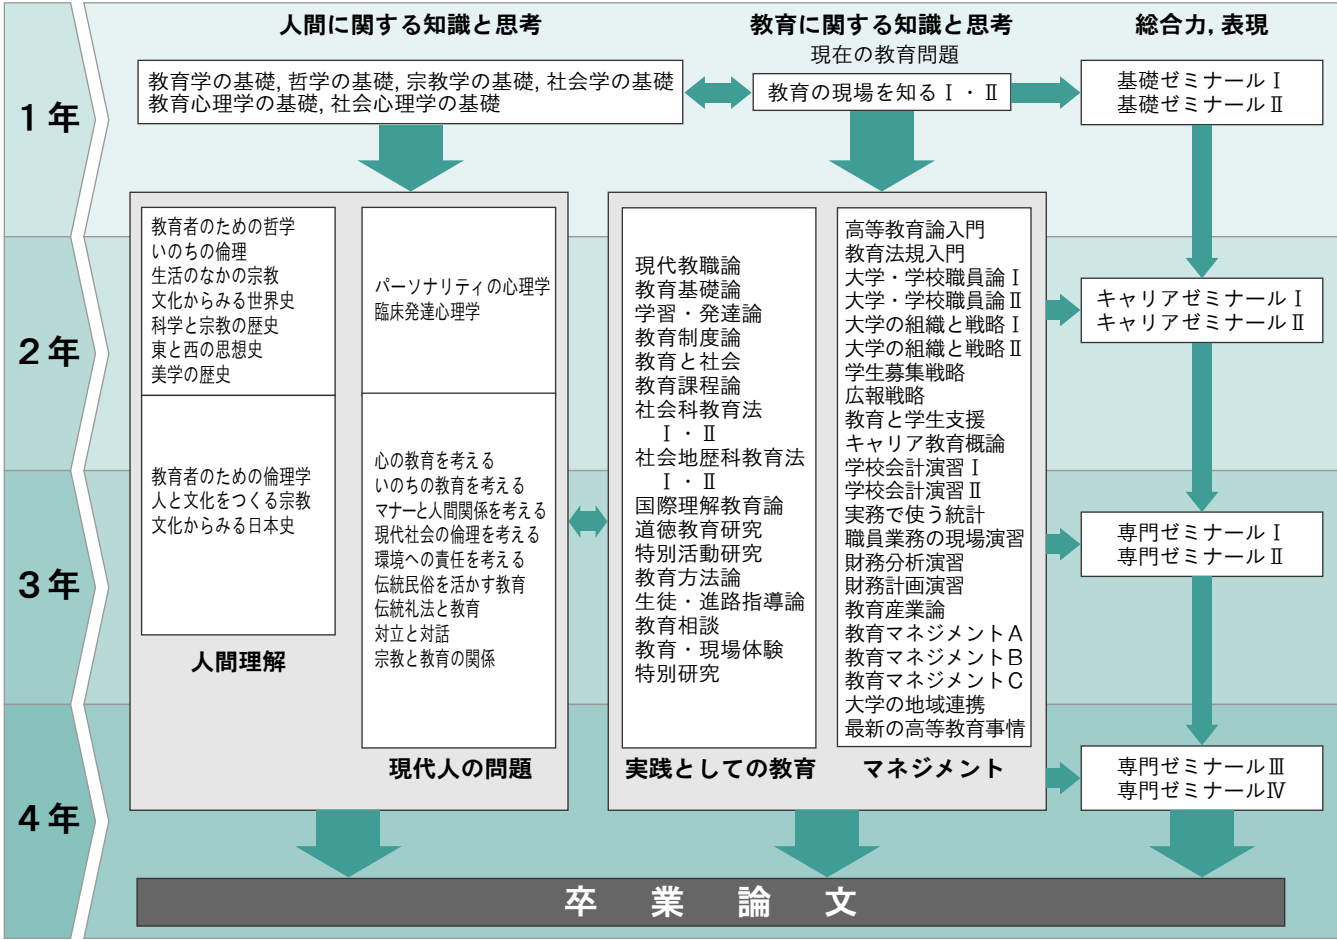 人間に関する知識と思考
教育に関する知識と思考
総合力, 表現
現在の教育問題
1年
教育学の基礎, 哲学の基礎, 宗教学の基礎, 社会学の基礎
教育心理学の基礎, 社会心理学の基礎
教育の現場を知るⅠ・Ⅱ
基礎ゼミナールⅠ
基礎ゼミナールⅡ
2年
3年
4年
教育者のための哲学
いのちの倫理
生活のなかの宗教
文化からみる世界史
科学と宗教の歴史
東と西の思想史
美学の歴史
教育者のための倫理学
人と文化をつくる宗教
文化からみる日本史
人間理解
パーソナリティの心理学
臨床発達心理学
心の教育を考える
いのちの教育を考える
マナーと人間関係を考える
現代社会の倫理を考える
環境への責任を考える
伝統民俗を活かす教育
伝統礼法と教育
対立と対話
宗教と教育の関係
現代人の問題
現代教職論
教育基礎論
学習・発達論
教育制度論
教育と社会
教育課程論
社会科教育法
Ⅰ・Ⅱ
社会地歴科教育法
Ⅰ・Ⅱ
国際理解教育論
道徳教育研究
特別活動研究
教育方法論
生徒・進路指導論
教育相談
教育・現場体験
特別研究
実践としての教育
高等教育論入門
教育法規入門
大学・学校職員論Ⅰ
大学・学校職員論Ⅱ
大学の組織と戦略Ⅰ
大学の組織と戦略Ⅱ
学生募集戦略
広報戦略
教育と学生支援
キャリア教育概論
学校会計演習Ⅰ
学校会計演習Ⅱ
実務で使う統計
職員業務の現場演習
財務分析演習
財務計画演習
教育産業論
教育マネジメントA
教育マネジメントB
教育マネジメントC
大学の地域連携
最新の高等教育事情
マネジメント
キャリアゼミナールⅠ
キャリアゼミナールⅡ
専門ゼミナールⅠ
専門ゼミナールⅡ
専門ゼミナールⅢ
専門ゼミナールⅣ
卒業論文